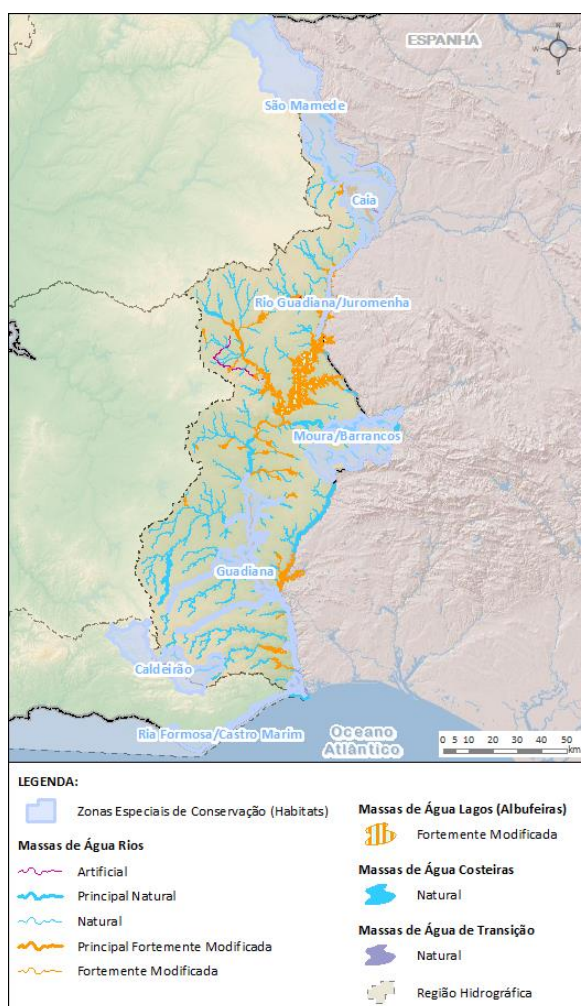 ESPANHA
N
E
S
São Mamede
Caia
Rio Guadiana/Juromenha
Moura/Barrancos
Guadiana
Caldeirão
Ria Formosa/Castro Marim
Oceano
Atlântico
0 5 10 20 30 40 50
km
LEGENDA:
Zonas Especiais de Conservação (Habitats)
Massas de Água Rios
Artificial
Principal Natural
Natural
Principal Fortemente Modificada
Fortemente Modificada
Massas de Água Lagos (Albufeiras)
Fortemente Modificada
Massas de Água Costeiras
Natural
Massas de Água de Transição
Natural
Região Hidrográfica